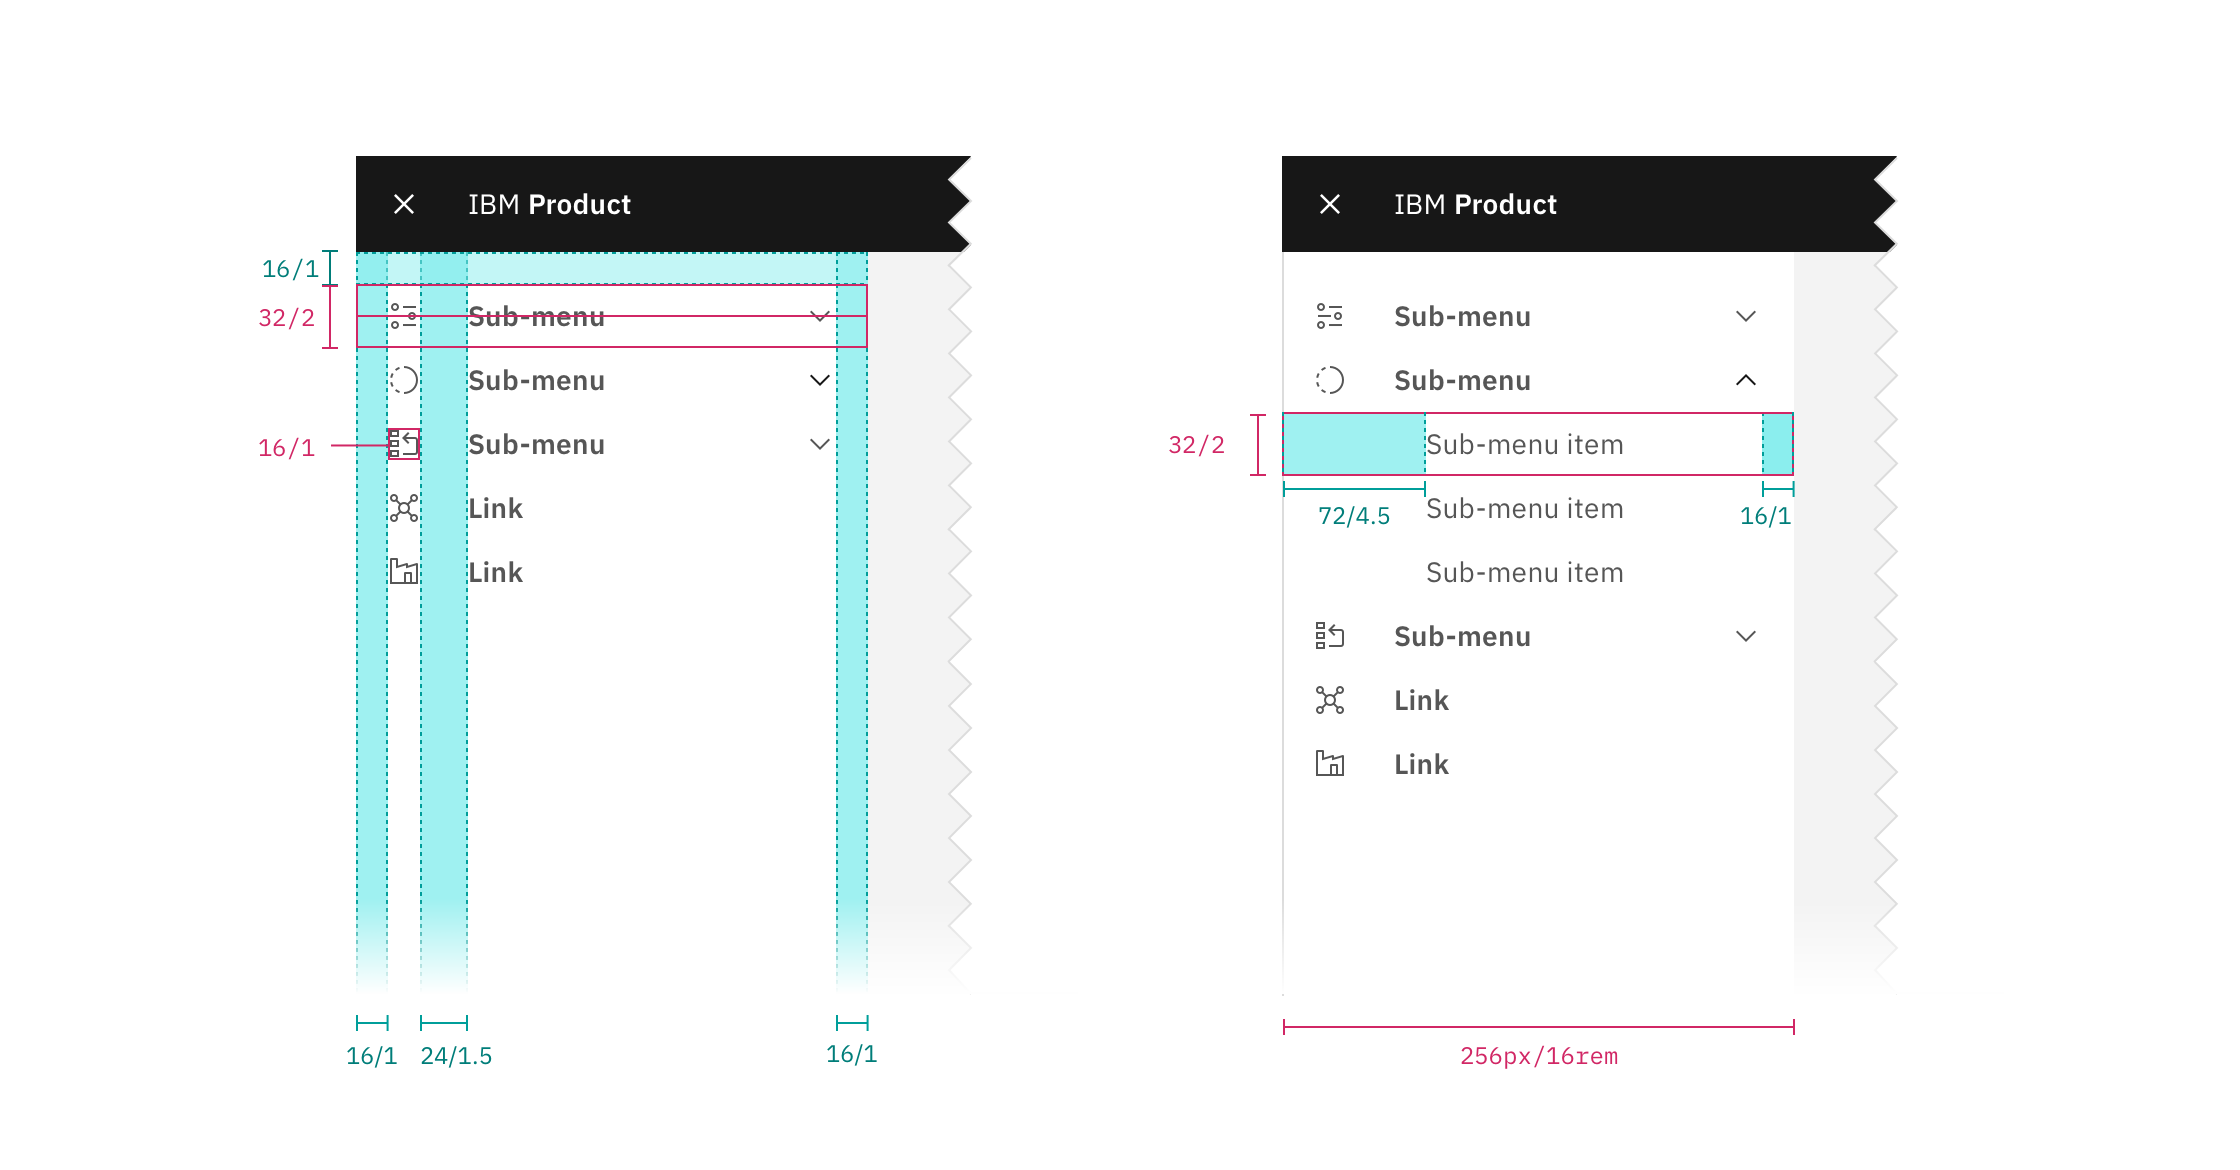 IBM Product
16/1
32/2
Sub-menu
Sub-menu
16/1
Sub-menu
Link
Link
16/1
24/1.5
16/1
IBM Product
Sub-menu
Sub-menu
32/2
Sub-menu item
72/4.5
Sub-menu item
16/1
Sub-menu item
Sub-menu
Link
Link
256px/16rem